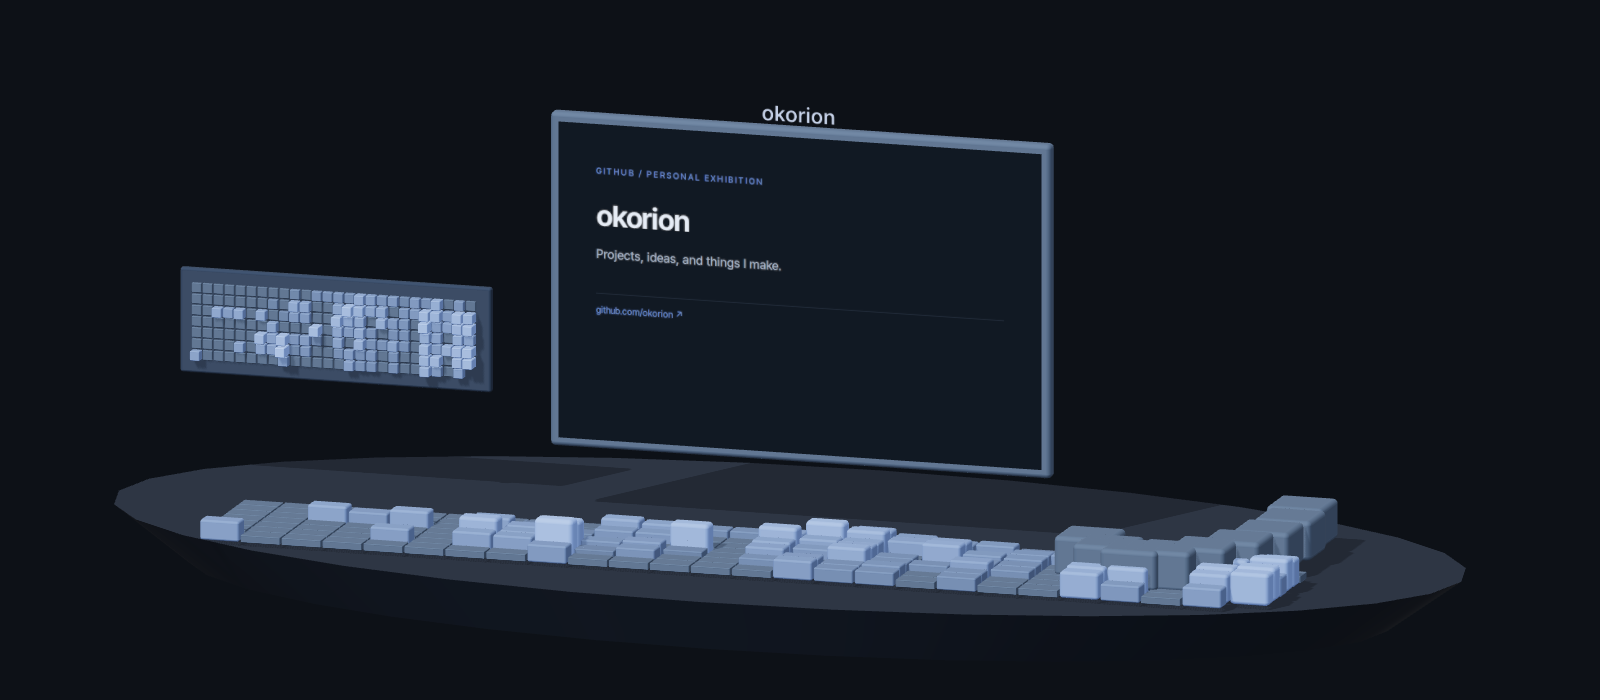 okorion
GITHUB / PERSONAL EXHIBITION
okorion
Projects, ideas, and things I make.
github.com/okorion ↗